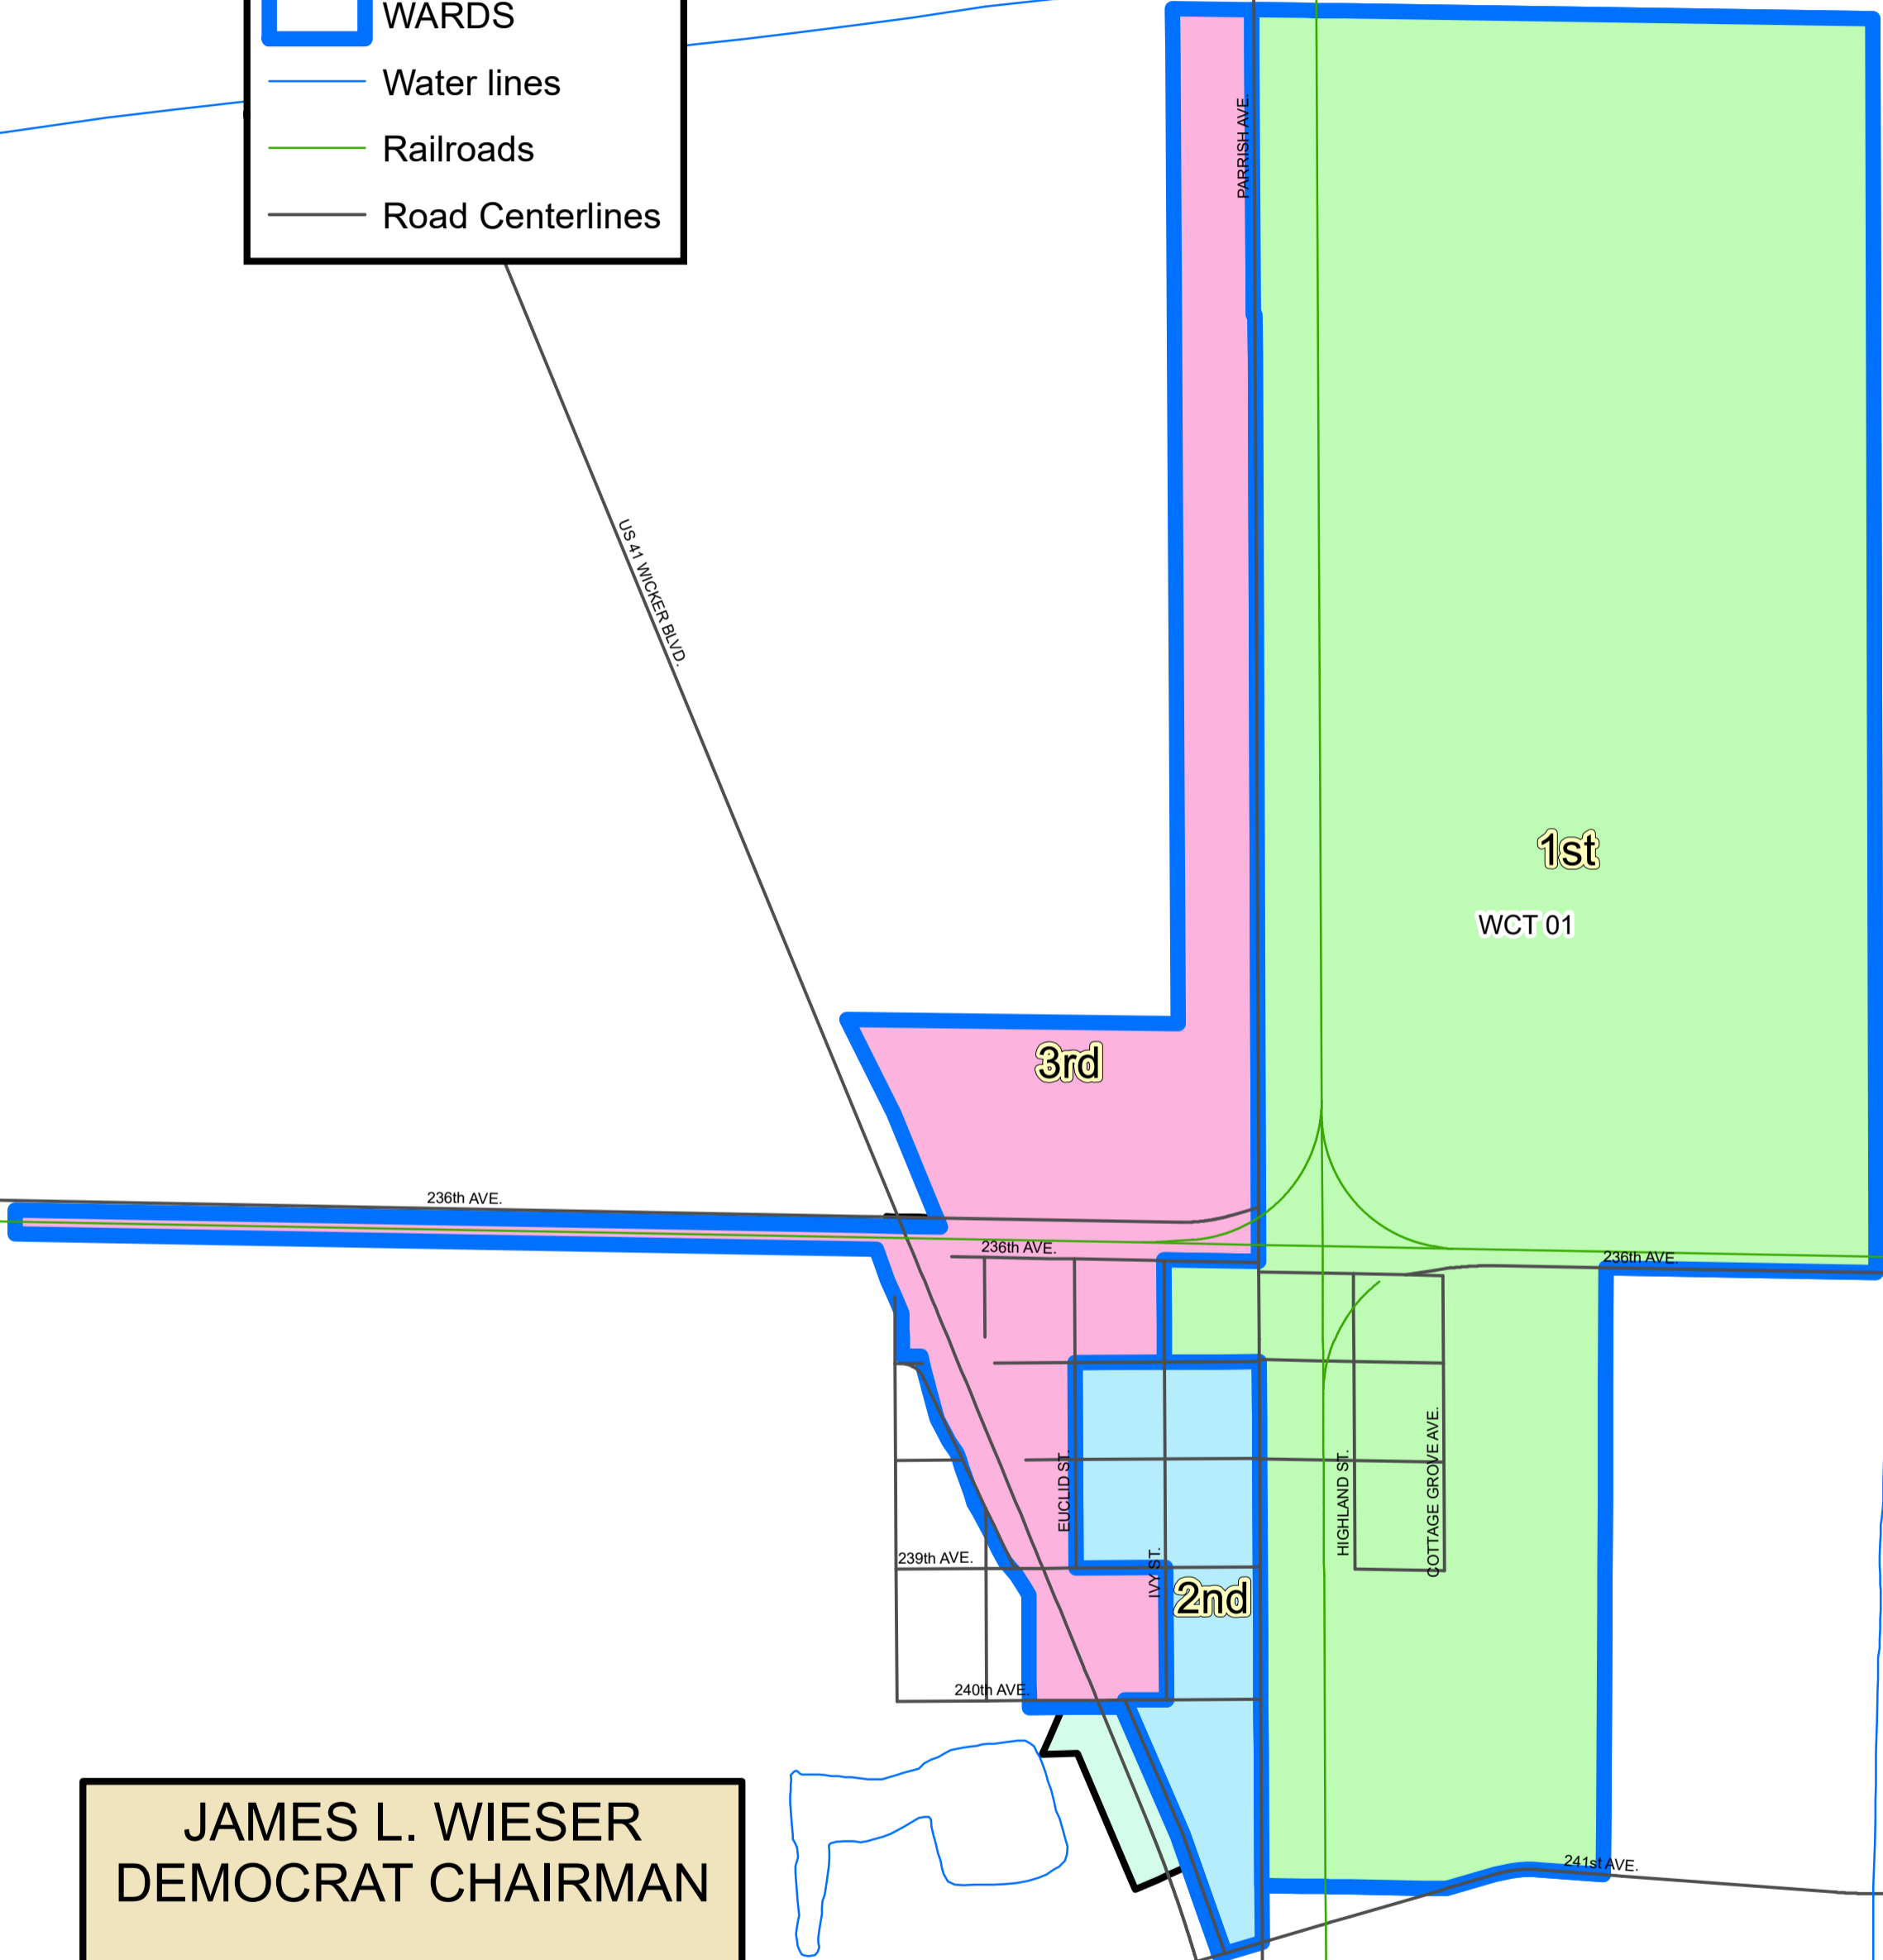 WARDS
Water lines
Railroads
Road Centerlines
PARRISH AVE.
US 41 WICKER BLVD.
1st
WCT 01
3rd
236th AVE.
236th AVE.
236th AVE.
EUCLID ST.
HIGHLAND ST.
COTTAGE GROVE AVE.
239th AVE.
IVY ST.
2nd
240th AVE.
241st AVE.
JAMES L. WIESER
DEMOCRAT CHAIRMAN